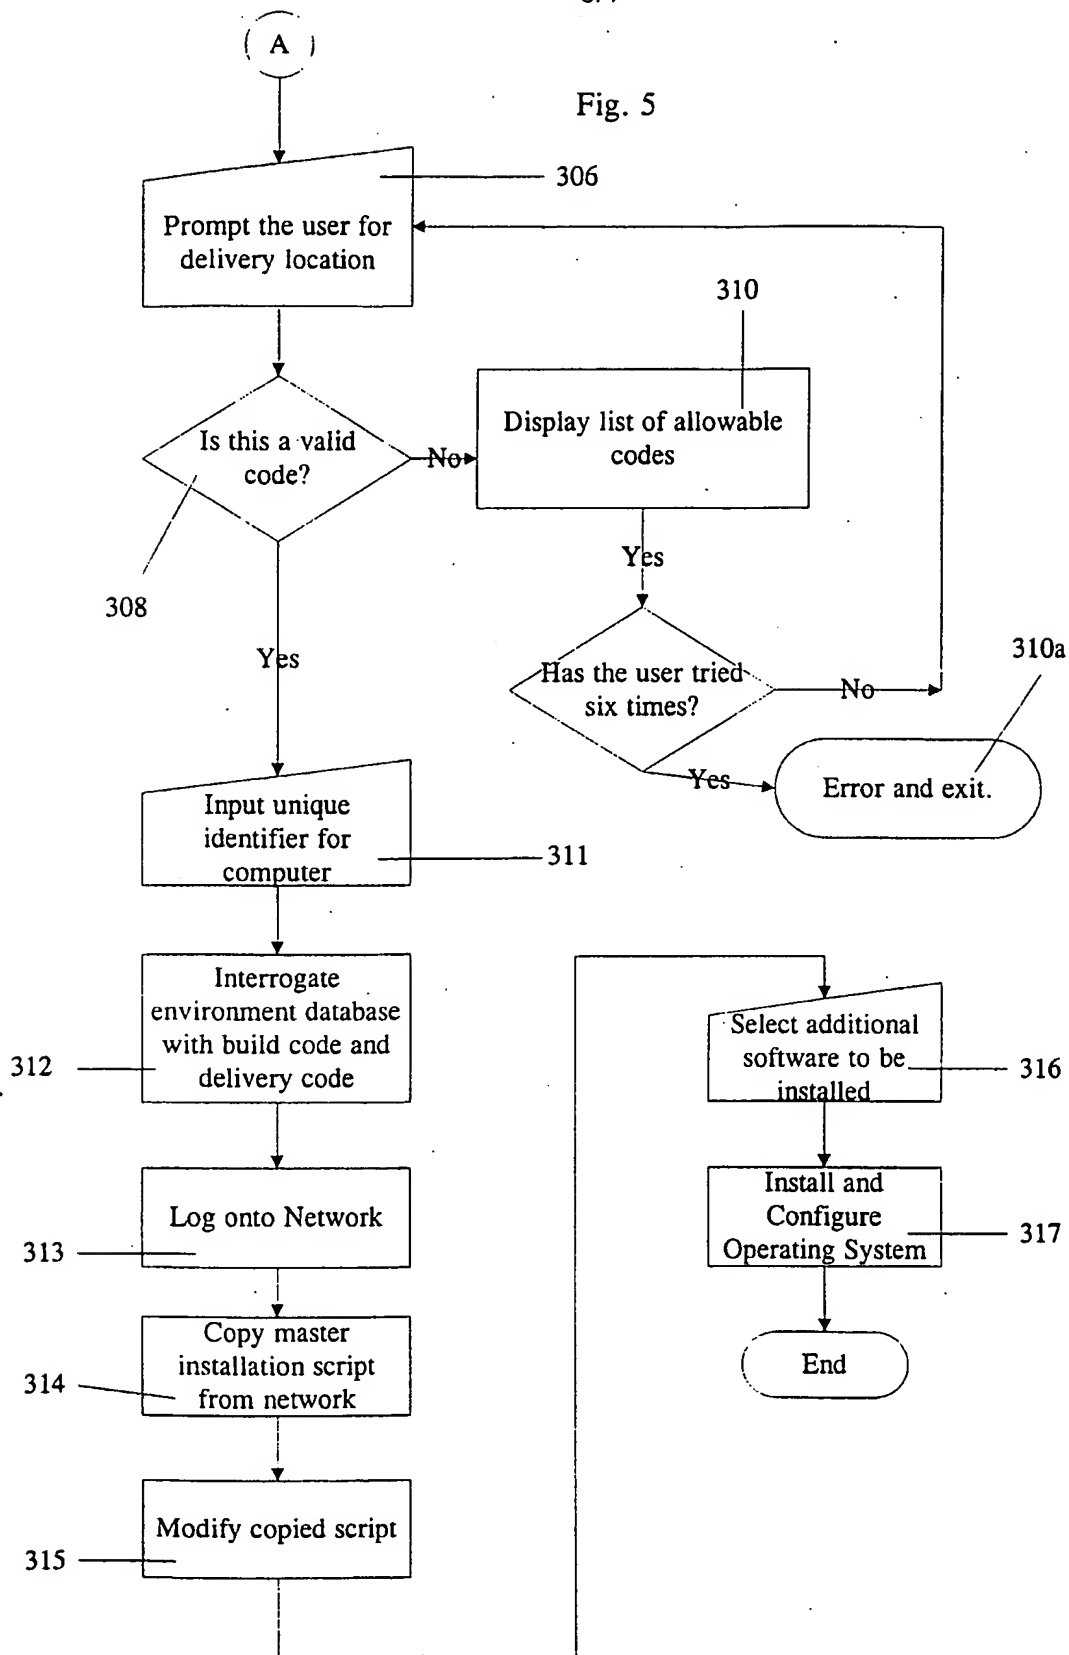 A
Fig. 5
306
Prompt the user for
delivery location
310
Display list of allowable
codes
Is this a valid
code?
No
308
Yes
Yes
Has the user tried
six times?
No
310a
Yes
Error and exit.
Input unique
identifier for
computer
311
Interrogate
environment database
with build code and
delivery code
312
Log onto Network
313
Copy master
installation script
from network
314
Modify copied script
315
Select additional
software to be
installed
316
Install and
Configure
Operating System
317
End